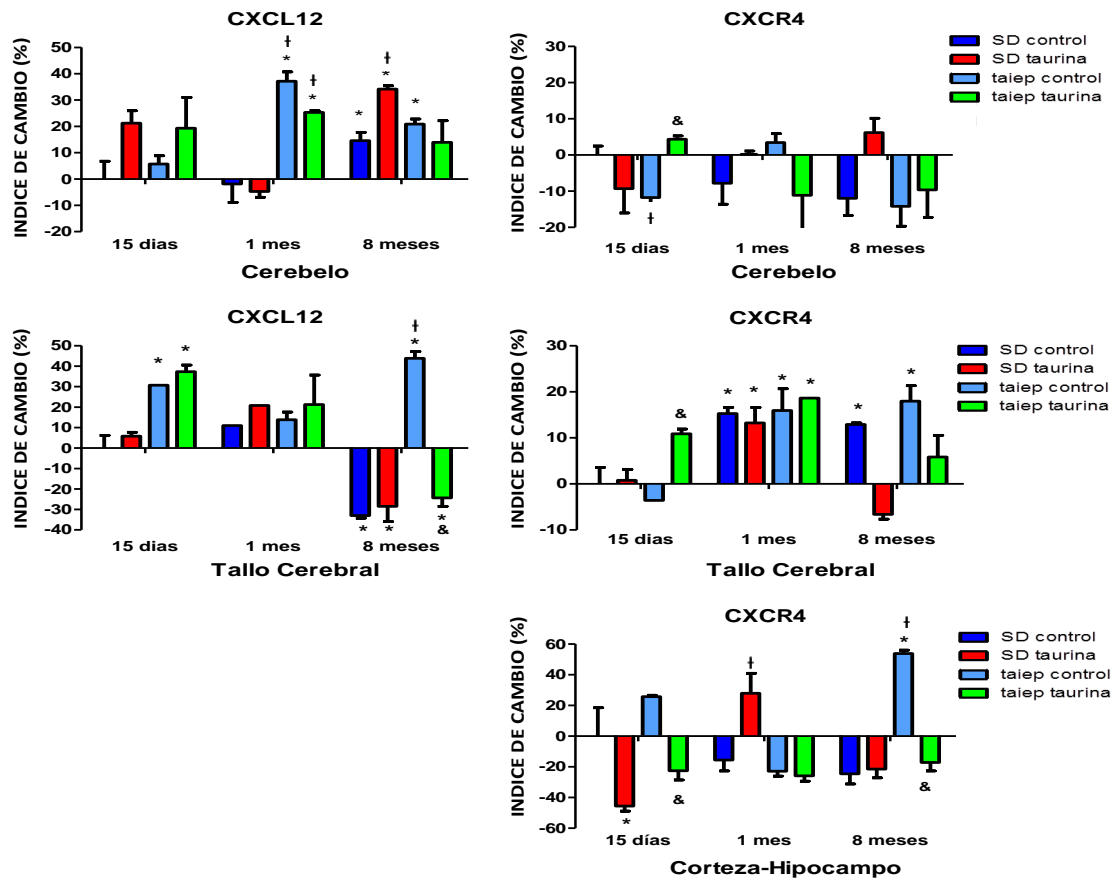 CXCL12
INDICE DE CAMBIO (%)
50
40
30
20
10
0
-10
-20
ƚ
*
ƚ
*
*
ƚ
*
*
15 dias 1 mes 8 meses
Cerebelo
CXCR4
INDICE DE CAMBIO (%)
30
20
10
0
-10
-20
&
ƚ
15 dias 1 mes 8 meses
Cerebelo
SD control
SD taurina
taiep control
taiep taurina
CXCL12
INDICE DE CAMBIO (%)
50
40
30
20
10
0
-10
-20
-30
-40
*
*
*
*
ƚ
*
*
&
15 dias 1 mes 8 meses
Tallo Cerebral
CXCR4
INDICE DE CAMBIO (%)
30
20
10
0
-10
&
*
*
*
*
*
*
15 dias 1 mes 8 meses
Tallo Cerebral
SD control
SD taurina
taiep control
taiep taurina
CXCR4
INDICE DE CAMBIO (%)
60
40
20
0
-20
-40
-60
*
&
ƚ
ƚ
*
&
15 días 1 mes 8 meses
Corteza-Hipocampo
SD control
SD taurina
taiep control
taiep taurina